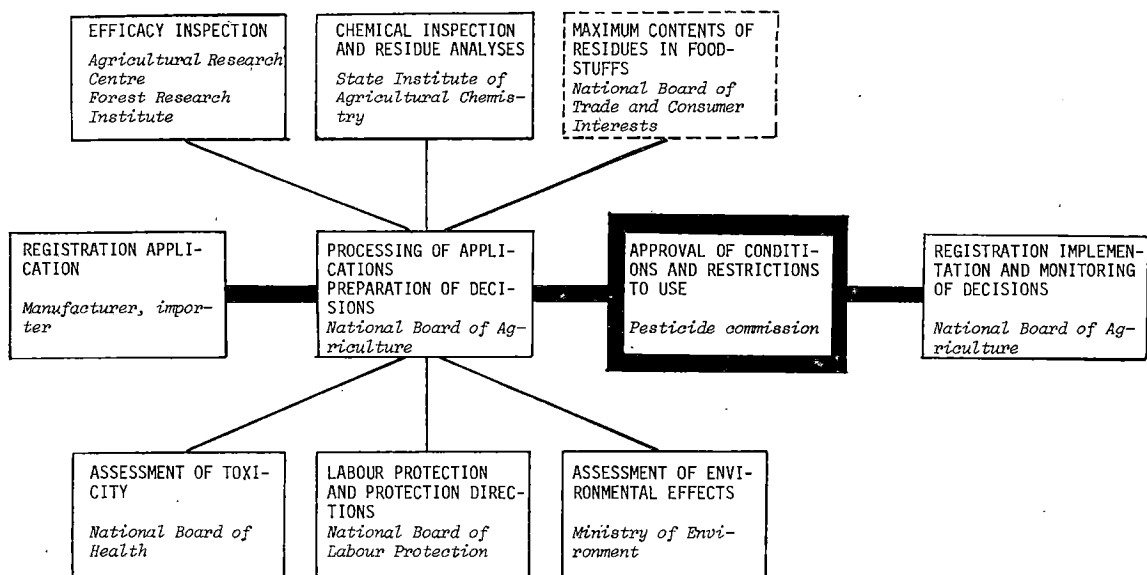 EFFICACY INSPECTION
Agricultural Research
Centre
Forest Research
Institute
CHEMICAL INSPECTION
AND RESIDUE ANALYSES
State Institute of
Agricultural Chemis-
try
MAXIMUM CONTENTS OF
RESIDUES IN FOOD-
STUFFS
National Board of
Trade and Consumer
Interests
REGISTRATION APPLI-
CATION
Manufacturer, impor-
ter
PROCESSING OF APPLI-
CATIONS
PREPARATION OF DECI-
SIONS
National Board of Ag-
riculture
APPROVAL OF CONDITI-
ONS AND RESTRICTIONS
TO USE
Pesticide commission
REGISTRATION IMPLEMEN-
TATION AND MONITORING
OF DECISIONS
National Board of Ag-
riculture
ASSESSMENT OF TOXI-
CITY
National Board of
Health
LABOUR PROTECTION
AND PROTECTION DIREC-
TIONS
National Board of
Labour Protection
ASSESSMENT OF ENVI-
RONMENTAL EFFECTS
Ministry of Envi-
ronment